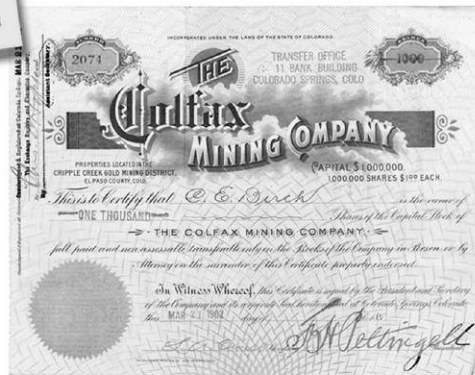 INCORPORATED UNDER THE LAWS OF THE STATE OF COLORADO.
2074
1000
TRANSFER OFFICE
11 BANK BUILDING
COLORADO SPRINGS, COLO
THE
Colfax
MINING COMPANY
PROPERTIES LOCATED IN THE
CRIPPLE CREEK GOLD MINING DISTRICT,
EL PASO COUNTY, COLO.
CAPITAL $1,000,000.
1,000,000 SHARES $1.00 EACH.
This is to Certify that C. E. Birch is the owner of
ONE THOUSAND Shares of the Capital Stock of
THE COLFAX MINING COMPANY.
full paid and non assessable, transferable only on the Books of the Company in Person or by
Attorney on the surrender of this Certificate properly endorsed.
In Witness Whereof, this Certificate is signed by the President and Secretary
of the Company and its corporate Seal hereto affixed at Colorado Springs, Colorado
this MAR 21 1902 day of